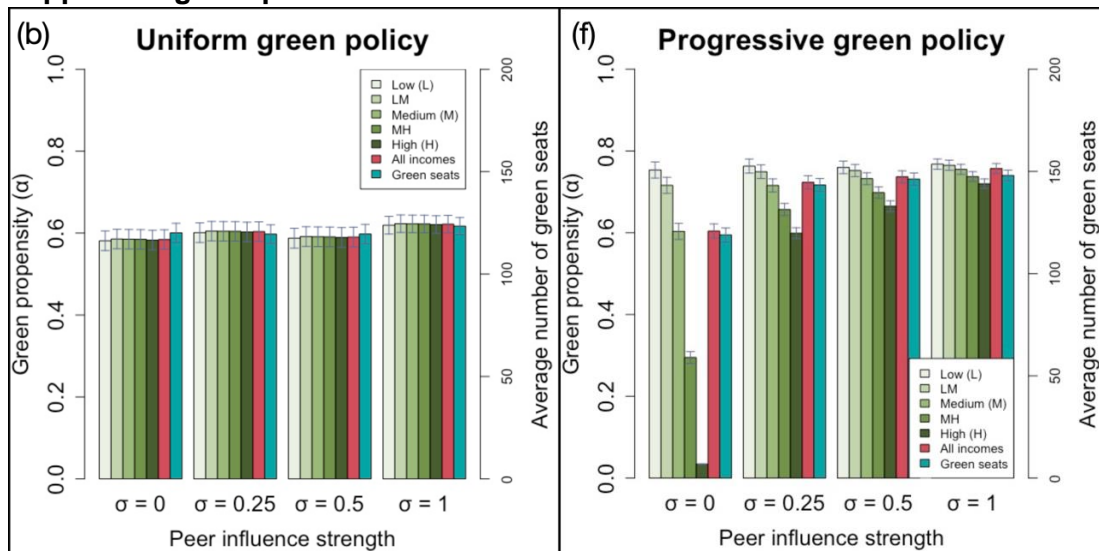 (b)
Uniform green policy
Green propensity (α)
1.0
0.8
0.6
0.4
0.2
0.0
Low (L)
LM
Medium (M)
MH
High (H)
All incomes
Green seats
200
150
100
50
0
Average number of green seats
σ = 0 σ = 0.25 σ = 0.5 σ = 1
Peer influence strength
(f)
Progressive green policy
Green propensity (α)
1.0
0.8
0.6
0.4
0.2
0.0
Low (L)
LM
Medium (M)
MH
High (H)
All incomes
Green seats
200
150
100
50
0
Average number of green seats
σ = 0 σ = 0.25 σ = 0.5 σ = 1
Peer influence strength